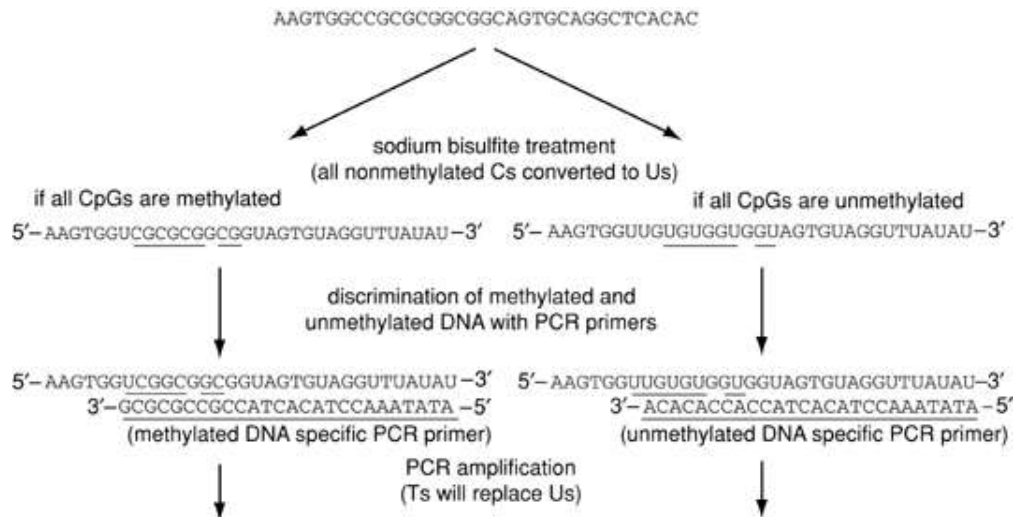 AAGTGGCCGCGCGGCGGCAGTGCAGGCTCACAC
sodium bisulfite treatment
(all nonmethylated Cs converted to Us)
if all CpGs are methylated
if all CpGs are unmethylated
5′–AAGTGGUCGCGCGGCGGUAGTGUAGGUTUAUAU–3′
5′– AAGTGGUUGUGUGGUGGUAGTGUAGGUTUAUAU–3′
discrimination of methylated and
unmethylated DNA with PCR primers
5′–AAGTGGUCGGCGGCGGUAGTGUAGGUTUAUAU–3′
5′– AAGTGGUUGUGUGGUGGUAGTGUAGGUTUAUAU–3′
3′–GCGCGCCGCCATCACATCCAAATATA–5′
3′–ACACACCACCATCACATCCAAATATA–5′
(methylated DNA specific PCR primer)
(unmethylated DNA specific PCR primer)
PCR amplification
(Ts will replace Us)